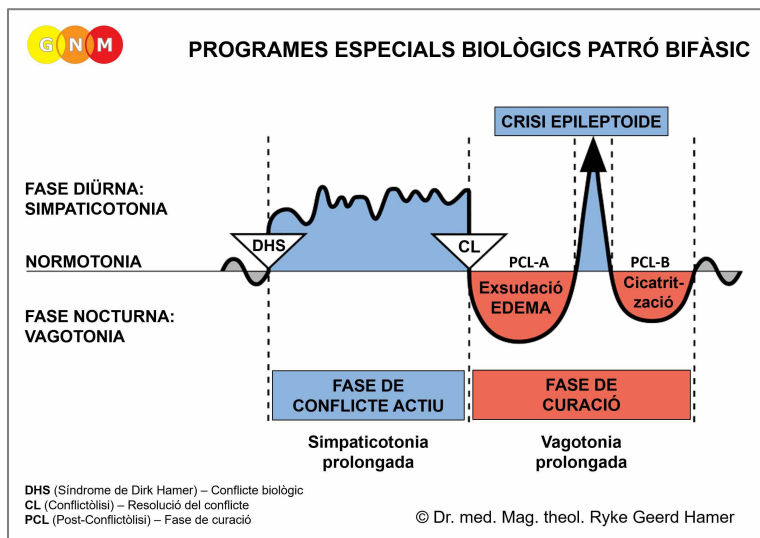 GNM
PROGRAMES ESPECIALS BIOLÒGICS PATRÓ BIFÀSIC
CRISI EPILEPTOIDE
FASE DIÜRNA:
SIMPATICOTONIA
DHS
CL
NORMOTONIA
PCL-A
PCL-B
Exsudació
EDEMA
Cicatrit-
zació
FASE NOCTURNA:
VAGOTONIA
FASE DE
CONFLICTE ACTIU
FASE DE
CURACIÓ
Simpaticotonia
prolongada
Vagotonia
prolongada
DHS (Síndrome de Dirk Hamer) – Conflicte biològic
CL (Conflictòlisi) – Resolució del conflicte
PCL (Post-Conflictòlisi) – Fase de curació
© Dr. med. Mag. theol. Ryke Geerd Hamer